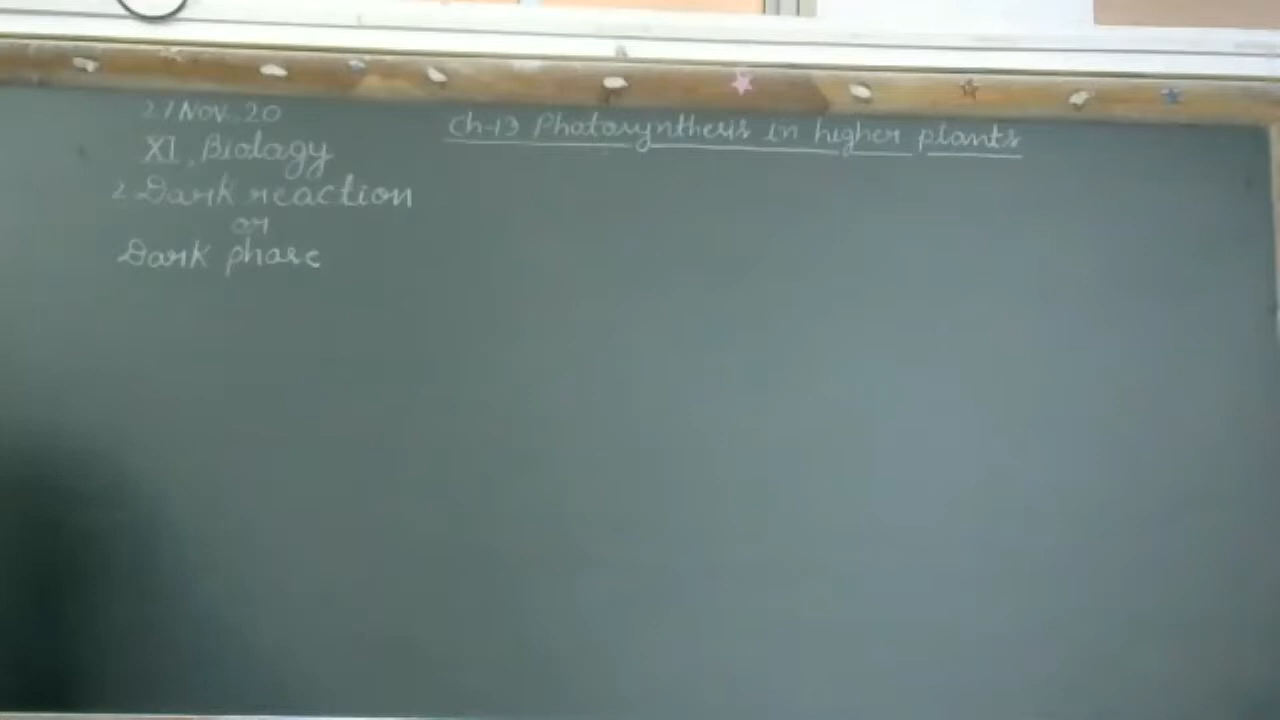 27 Nov. 20
Ch-13 Photosynthesis in higher plants
XI, Biology
2. Dark reaction
or
Dark phase